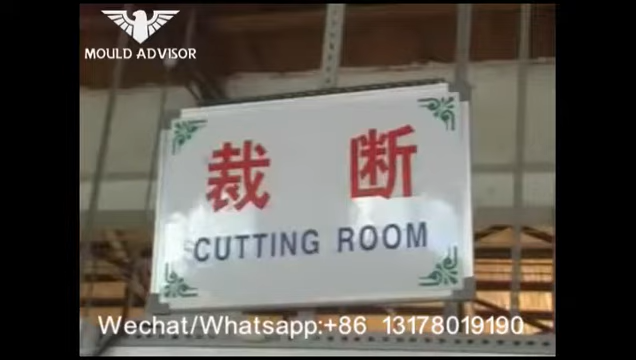 MOULD ADVISOR
裁断
CUTTING ROOM
Wechat/Whatsapp:+86 13178019190